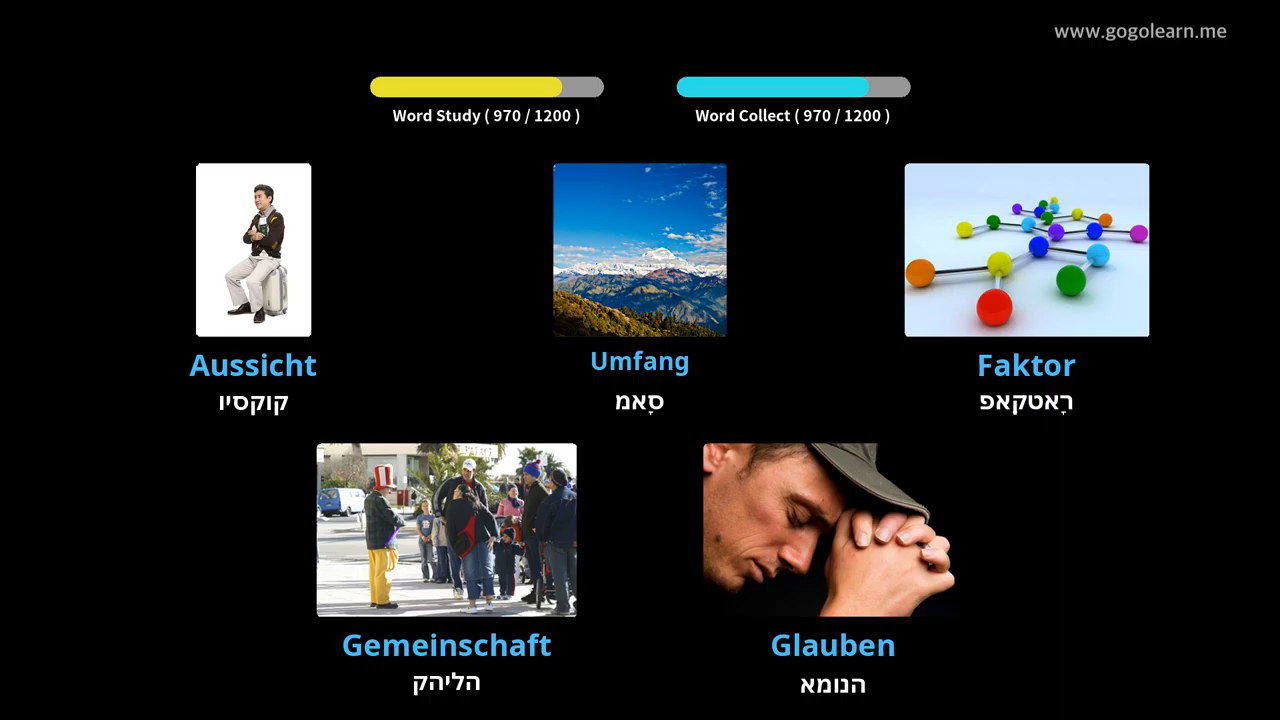 www.gogolearn.me
Word Study ( 970 / 1200 )
Word Collect ( 970 / 1200 )
Aussicht
קוקסיו
Umfang
סָאמ
Faktor
רָאטקאפ
Gemeinschaft
הליהק
Glauben
הנומא